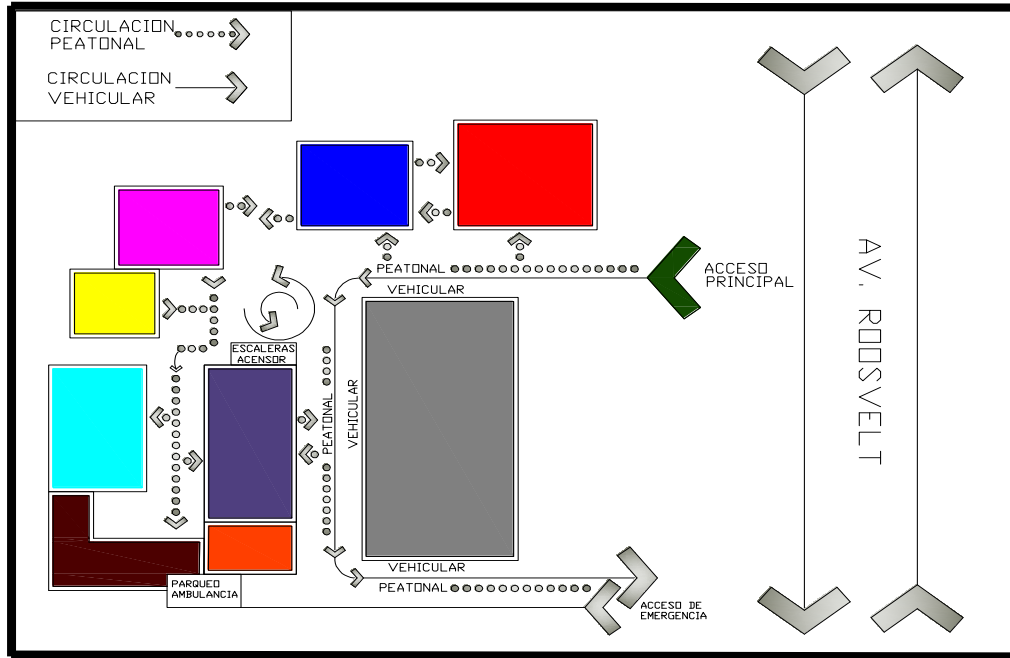 CIRCULACION
PEATONAL
CIRCULACION
VEHICULAR
PEATONAL
VEHICULAR
ACCESO
PRINCIPAL
AV. ROOSVELT
ESCALERAS
ACENSOR
PEATONAL
VEHICULAR
VEHICULAR
PEATONAL
PARQUEO
AMBULANCIA
ACCESO DE
EMERGENCIA